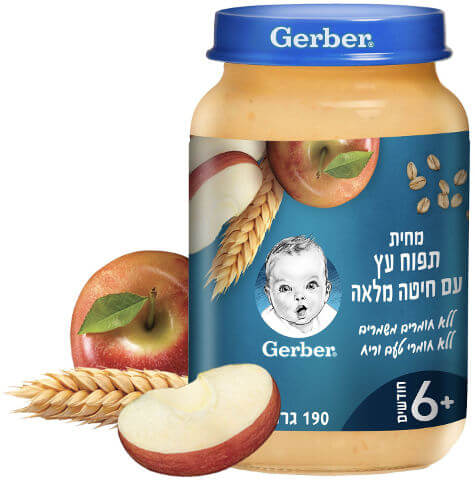 Gerber®
מחית
תפוח עץ
עם חיטה מלאה
ללא חומרים משמרים
ללא חומרי טעם וריח
Gerber®
190 גר
6+
חודשים